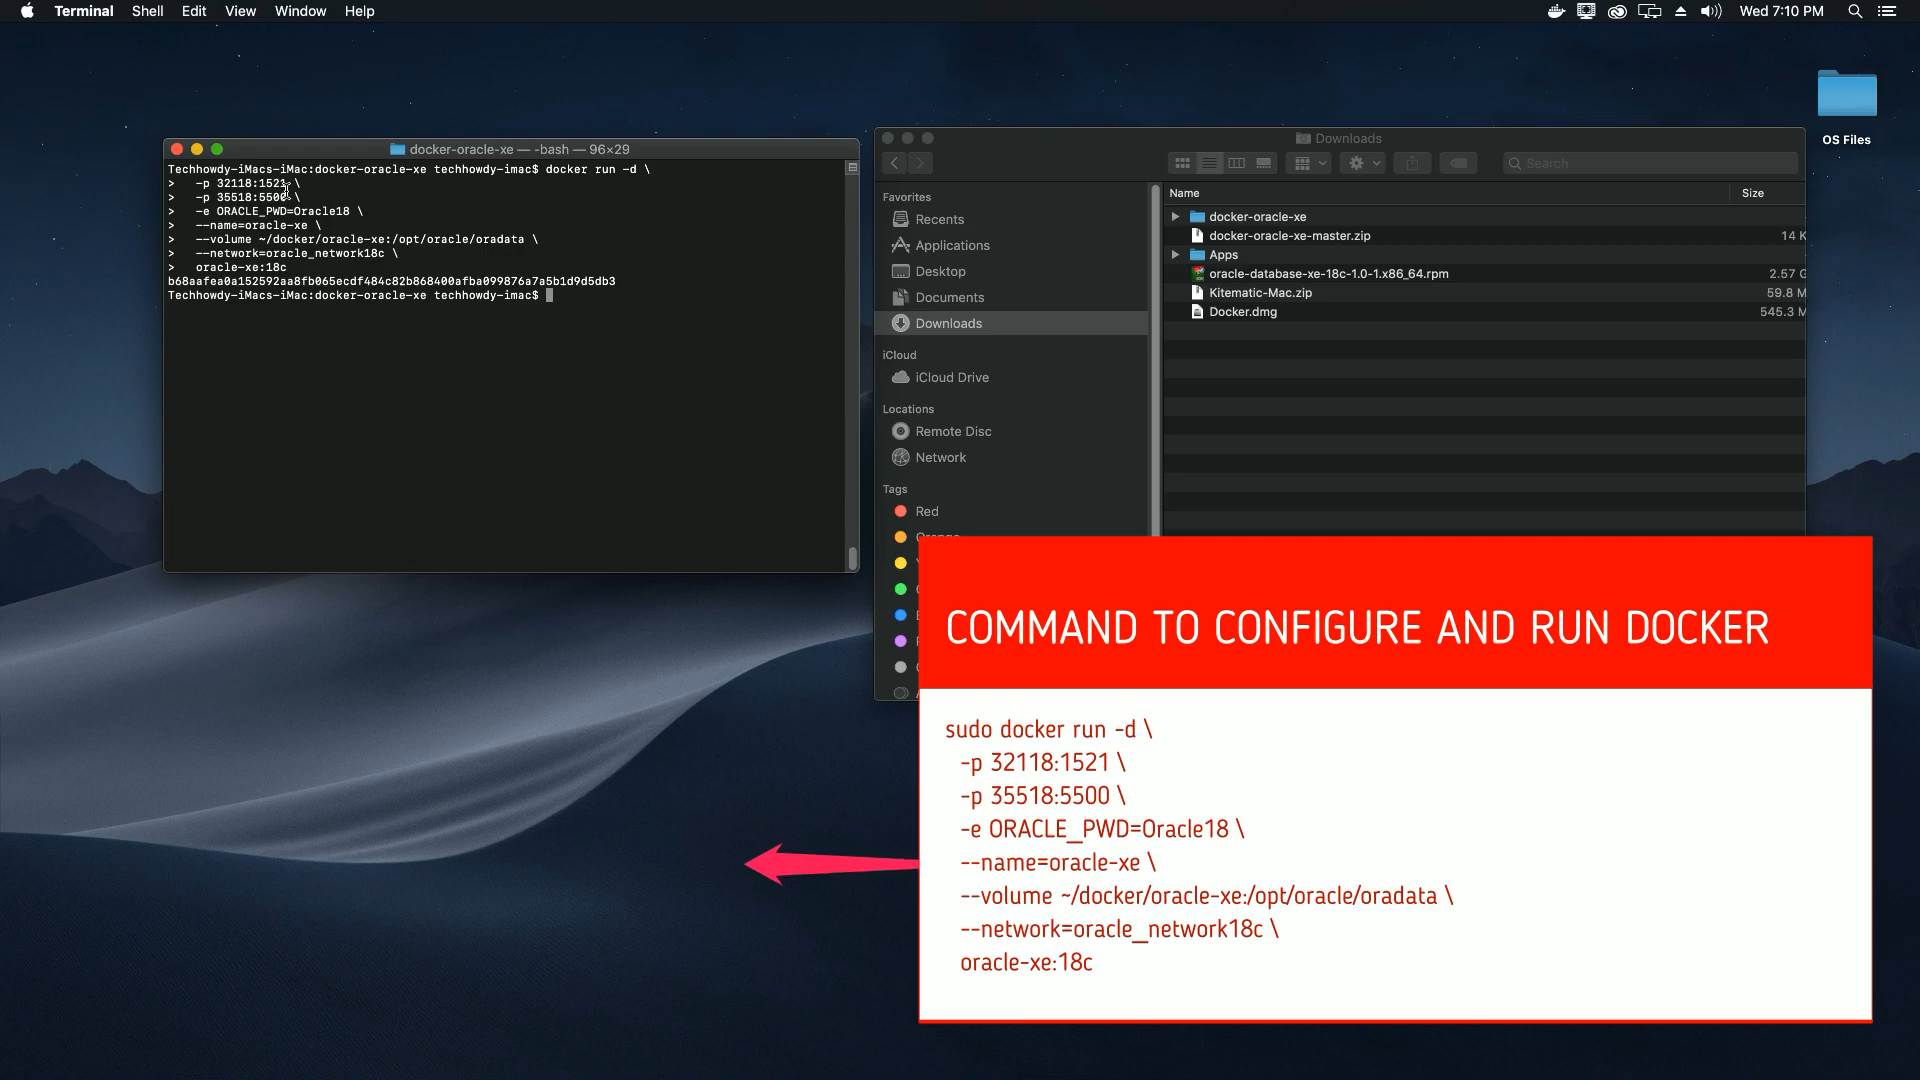 Terminal Shell Edit View Window Help
Wed 7:10 PM
OS Files
docker-oracle-xe — -bash — 96×29
Techhowdy-iMacs-iMac:docker-oracle-xe techhowdy-imac$ docker run -d \
> -p 32118:1521 \
> -p 35518:5500 \
> -e ORACLE_PWD=Oracle18 \
> --name=oracle-xe \
> --volume ~/docker/oracle-xe:/opt/oracle/oradata \
> --network=oracle_network18c \
> oracle-xe:18c
b68aafea0a152592aa8fb065ecdf484c82b868400afba099876a7a5b1d9d5db3
Techhowdy-iMacs-iMac:docker-oracle-xe techhowdy-imac$
Downloads
Search
Favorites
Recents
Applications
Desktop
Documents
Downloads
iCloud
iCloud Drive
Locations
Remote Disc
Network
Tags
Red
Name Size
docker-oracle-xe
docker-oracle-xe-master.zip 14 K
Apps
oracle-database-xe-18c-1.0-1.x86_64.rpm 2.57 G
Kitematic-Mac.zip 59.8 M
Docker.dmg 545.3 M
COMMAND TO CONFIGURE AND RUN DOCKER
sudo docker run -d \
-p 32118:1521 \
-p 35518:5500 \
-e ORACLE_PWD=Oracle18 \
--name=oracle-xe \
--volume ~/docker/oracle-xe:/opt/oracle/oradata \
--network=oracle_network18c \
oracle-xe:18c